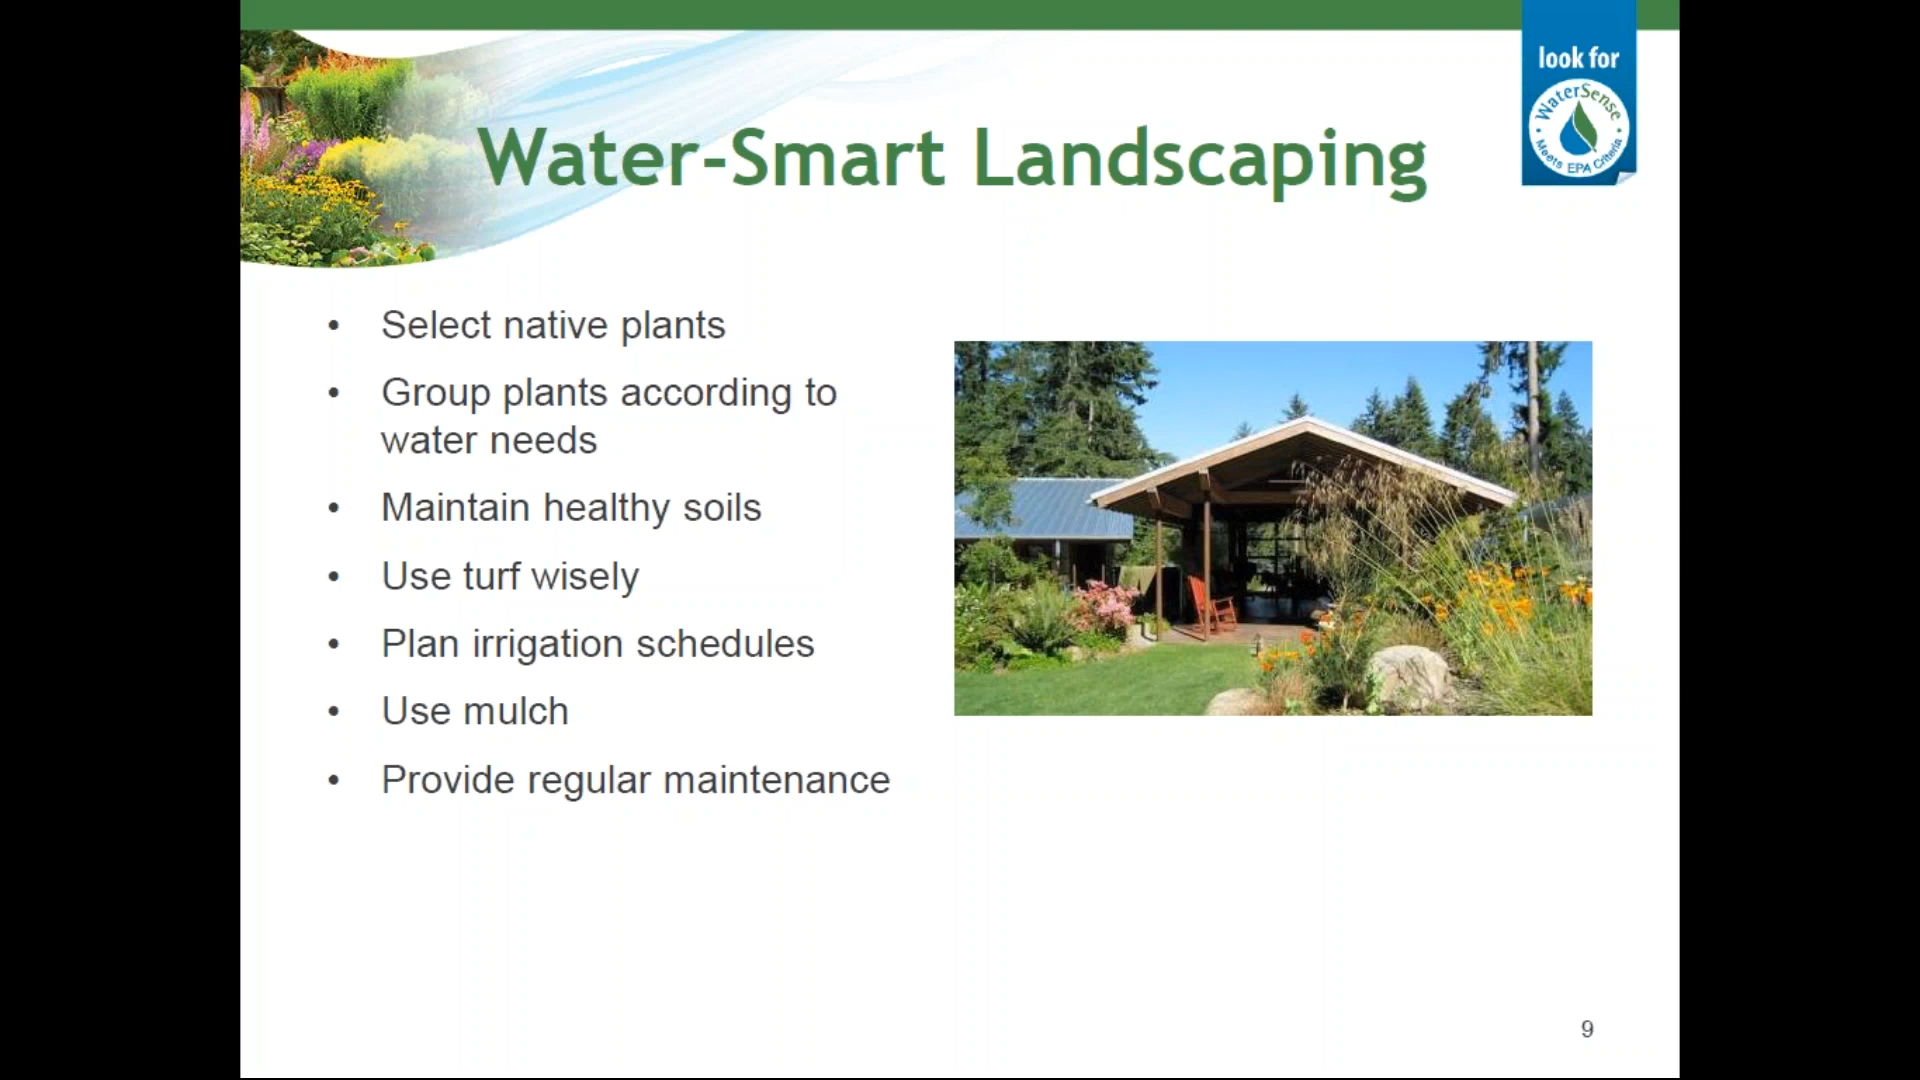 look for
WaterSense
Meets EPA Criteria
Water-Smart Landscaping
• Select native plants
• Group plants according to
water needs
• Maintain healthy soils
• Use turf wisely
• Plan irrigation schedules
• Use mulch
• Provide regular maintenance
9